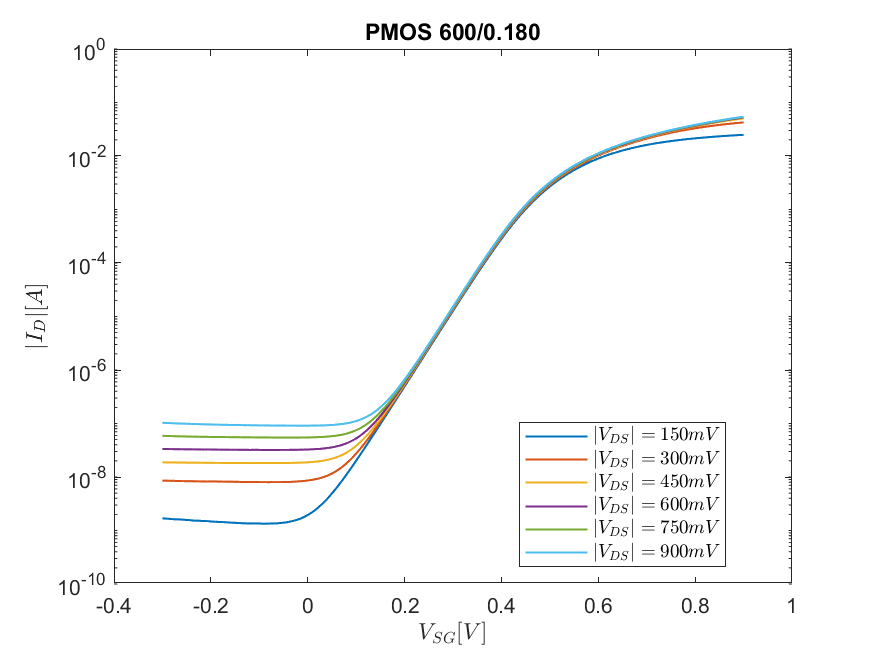 PMOS 600/0.180
10^0
10^-2
10^-4
10^-6
10^-8
10^-10
|I_D|[A]
-0.4 -0.2 0 0.2 0.4 0.6 0.8 1
V_SG[V]
|V_DS| = 150mV
|V_DS| = 300mV
|V_DS| = 450mV
|V_DS| = 600mV
|V_DS| = 750mV
|V_DS| = 900mV